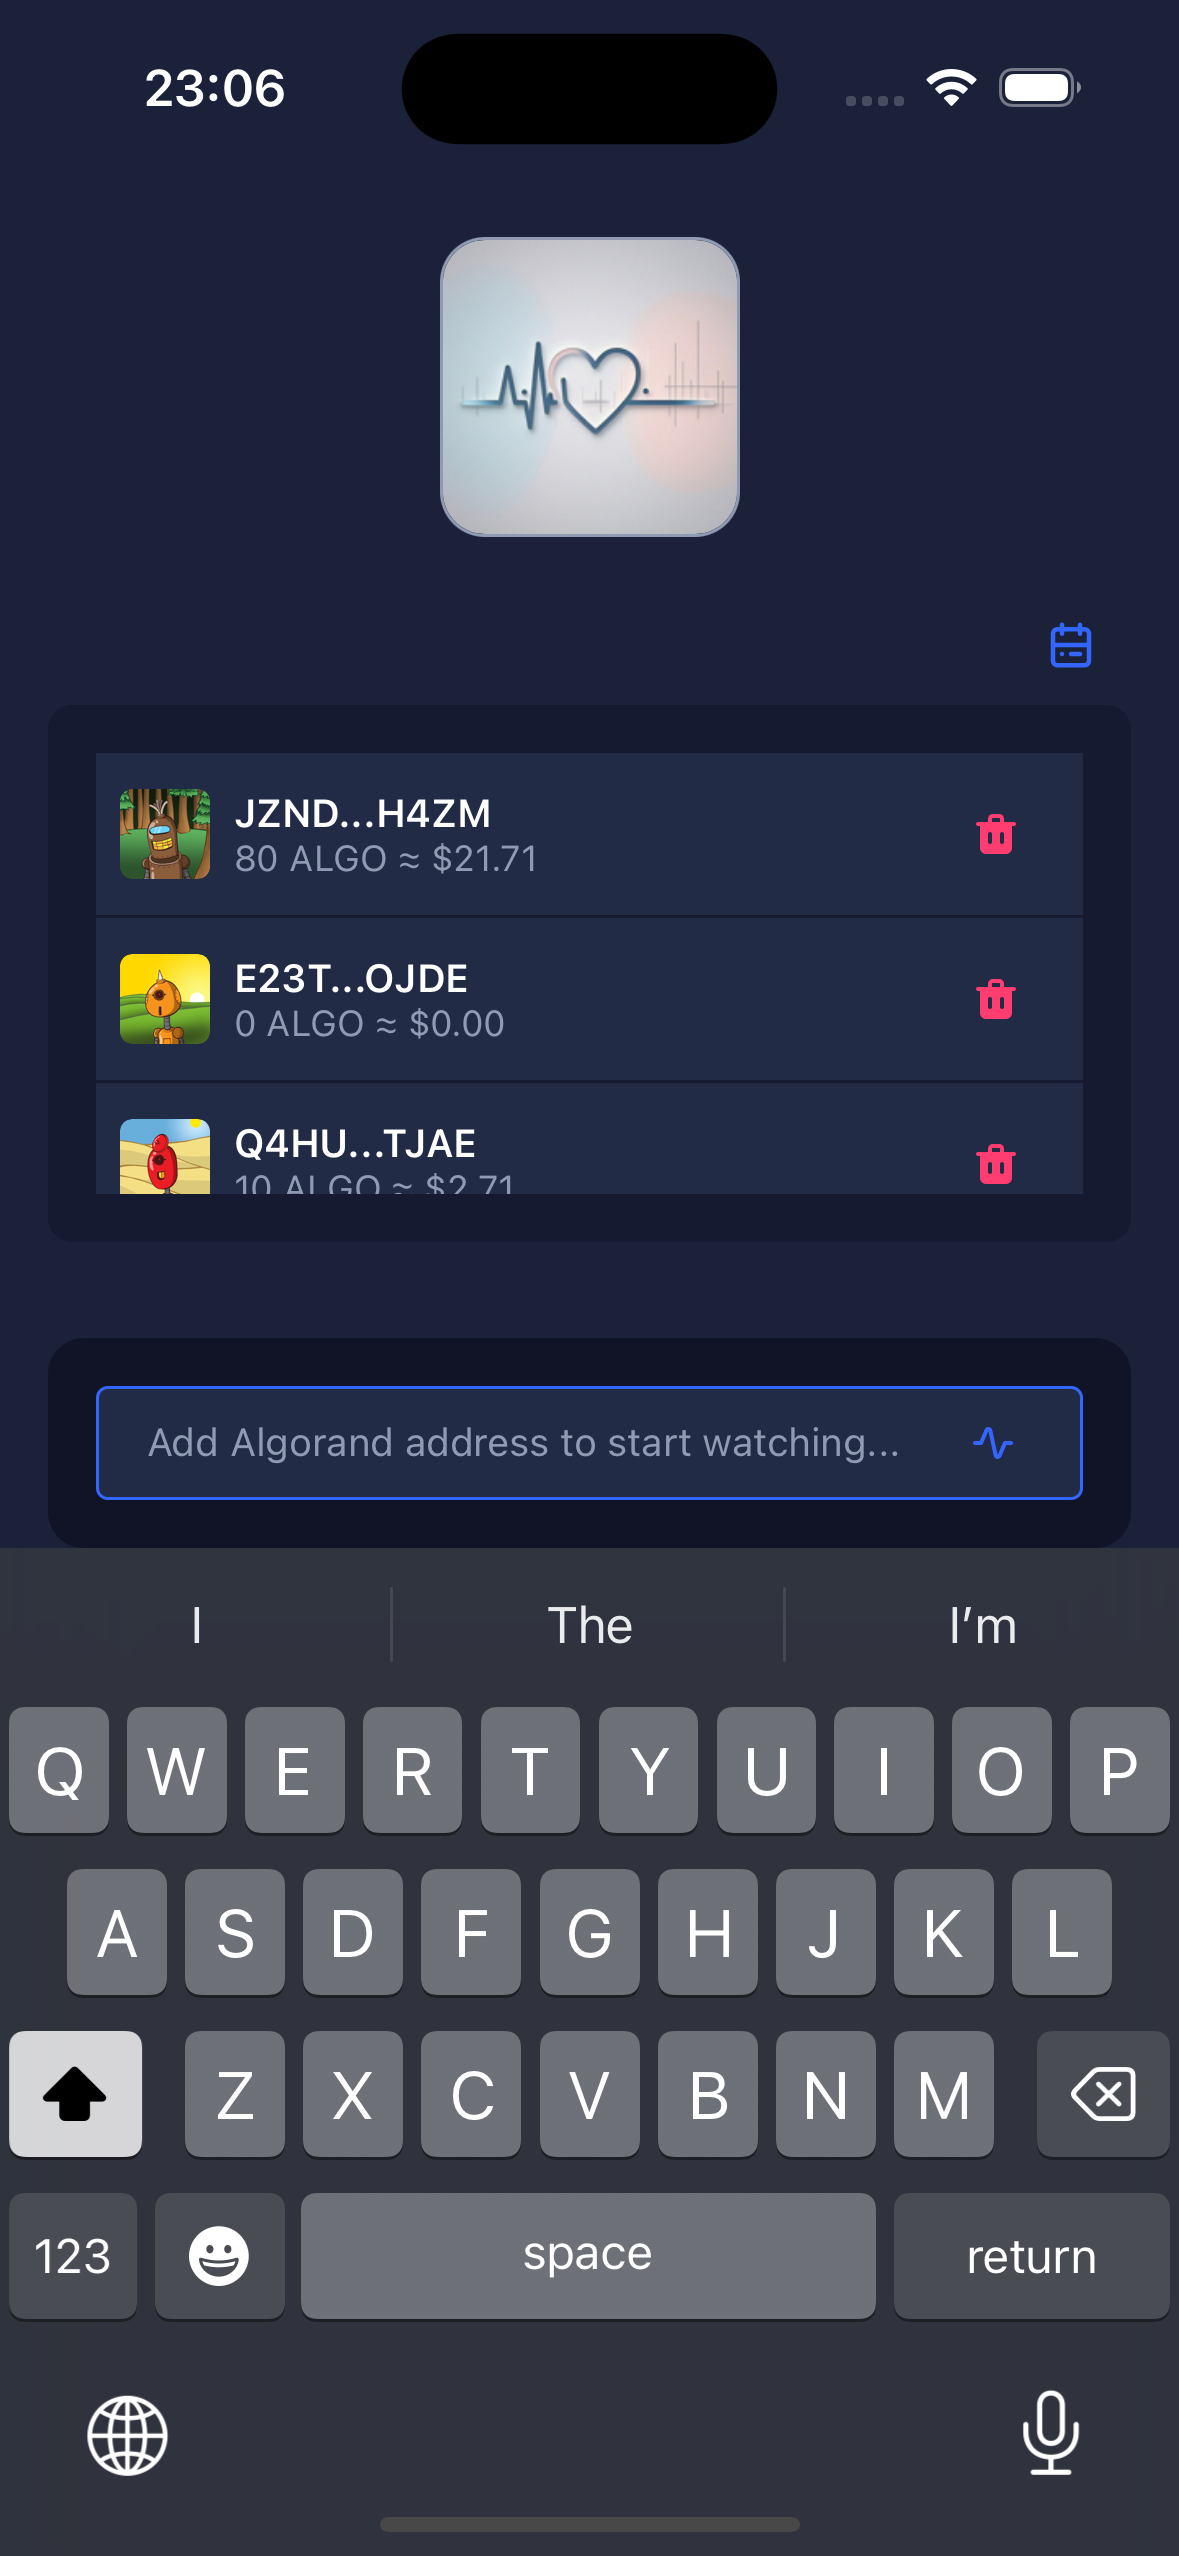 23:06
JZND...H4ZM
80 ALGO ≈ $21.71
E23T...OJDE
0 ALGO ≈ $0.00
Q4HU...TJAE
10 ALGO ≈ $2.71
Add Algorand address to start watching...
I The I’m
Q W E R T Y U I O P
A S D F G H J K L
Z X C V B N M
123 space return